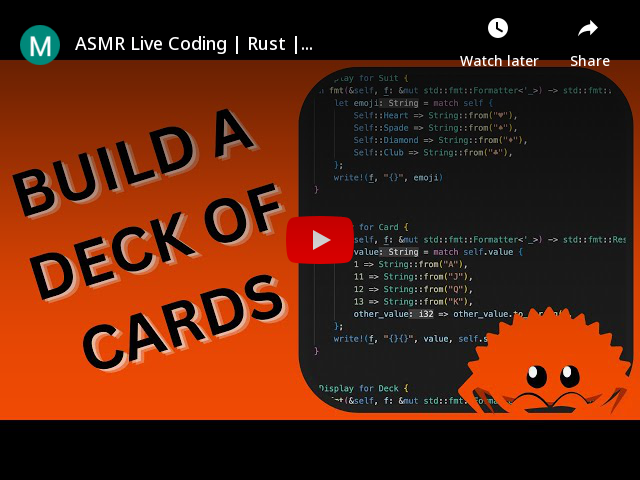 M
ASMR Live Coding | Rust |...
Watch later
Share
BUILD A
DECK OF
CARDS
play for Suit {
fmt(&self, f: &mut std::fmt::Formatter<'_>) -> std::fmt::
let emoji: String = match self {
Self::Heart => String::from("♥"),
Self::Spade => String::from("♠"),
Self::Diamond => String::from("♦"),
Self::Club => String::from("♣"),
};
write!(f, "{}", emoji)
}
for Card {
self, f: &mut std::fmt::Formatter<'_>) -> std::fmt::Res
value: String = match self.value {
1 => String::from("A"),
11 => String::from("J"),
12 => String::from("Q"),
13 => String::from("K"),
other_value: i32 => other_value.to_
};
write!(f, "{}{}", value, self.s
}
Display for Deck {
(&self, f: &mut std::fmt::